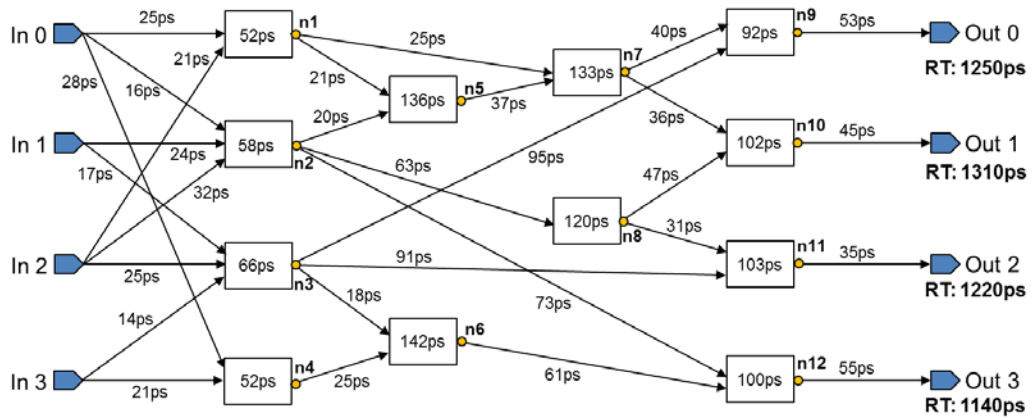 In 0
25ps
52ps
n1
25ps
40ps
n9
92ps
53ps
Out 0
RT: 1250ps
21ps
28ps
16ps
21ps
136ps
n5
37ps
133ps
n7
20ps
36ps
In 1
24ps
58ps
n2
63ps
95ps
n10
102ps
45ps
Out 1
RT: 1310ps
17ps
32ps
47ps
120ps
n8
31ps
In 2
25ps
66ps
n3
91ps
n11
103ps
35ps
Out 2
RT: 1220ps
14ps
18ps
73ps
142ps
n6
61ps
In 3
21ps
52ps
n4
25ps
n12
100ps
55ps
Out 3
RT: 1140ps